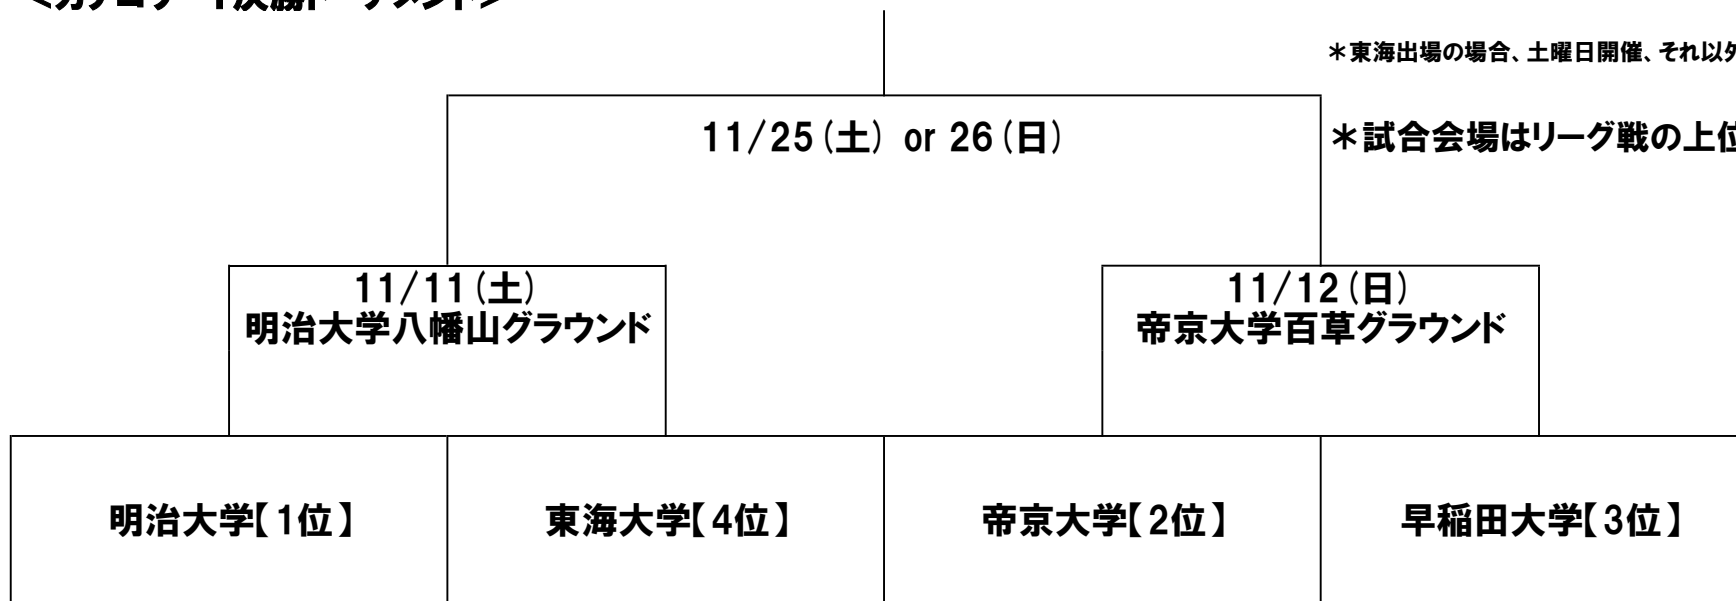 ＊東海出場の場合、土曜日開催、それ以外
11/25(土) or 26(日)
＊試合会場はリーグ戦の上位
11/11(土)
明治大学八幡山グラウンド
11/12(日)
帝京大学百草グラウンド
明治大学【1位】
東海大学【4位】
帝京大学【2位】
早稲田大学【3位】